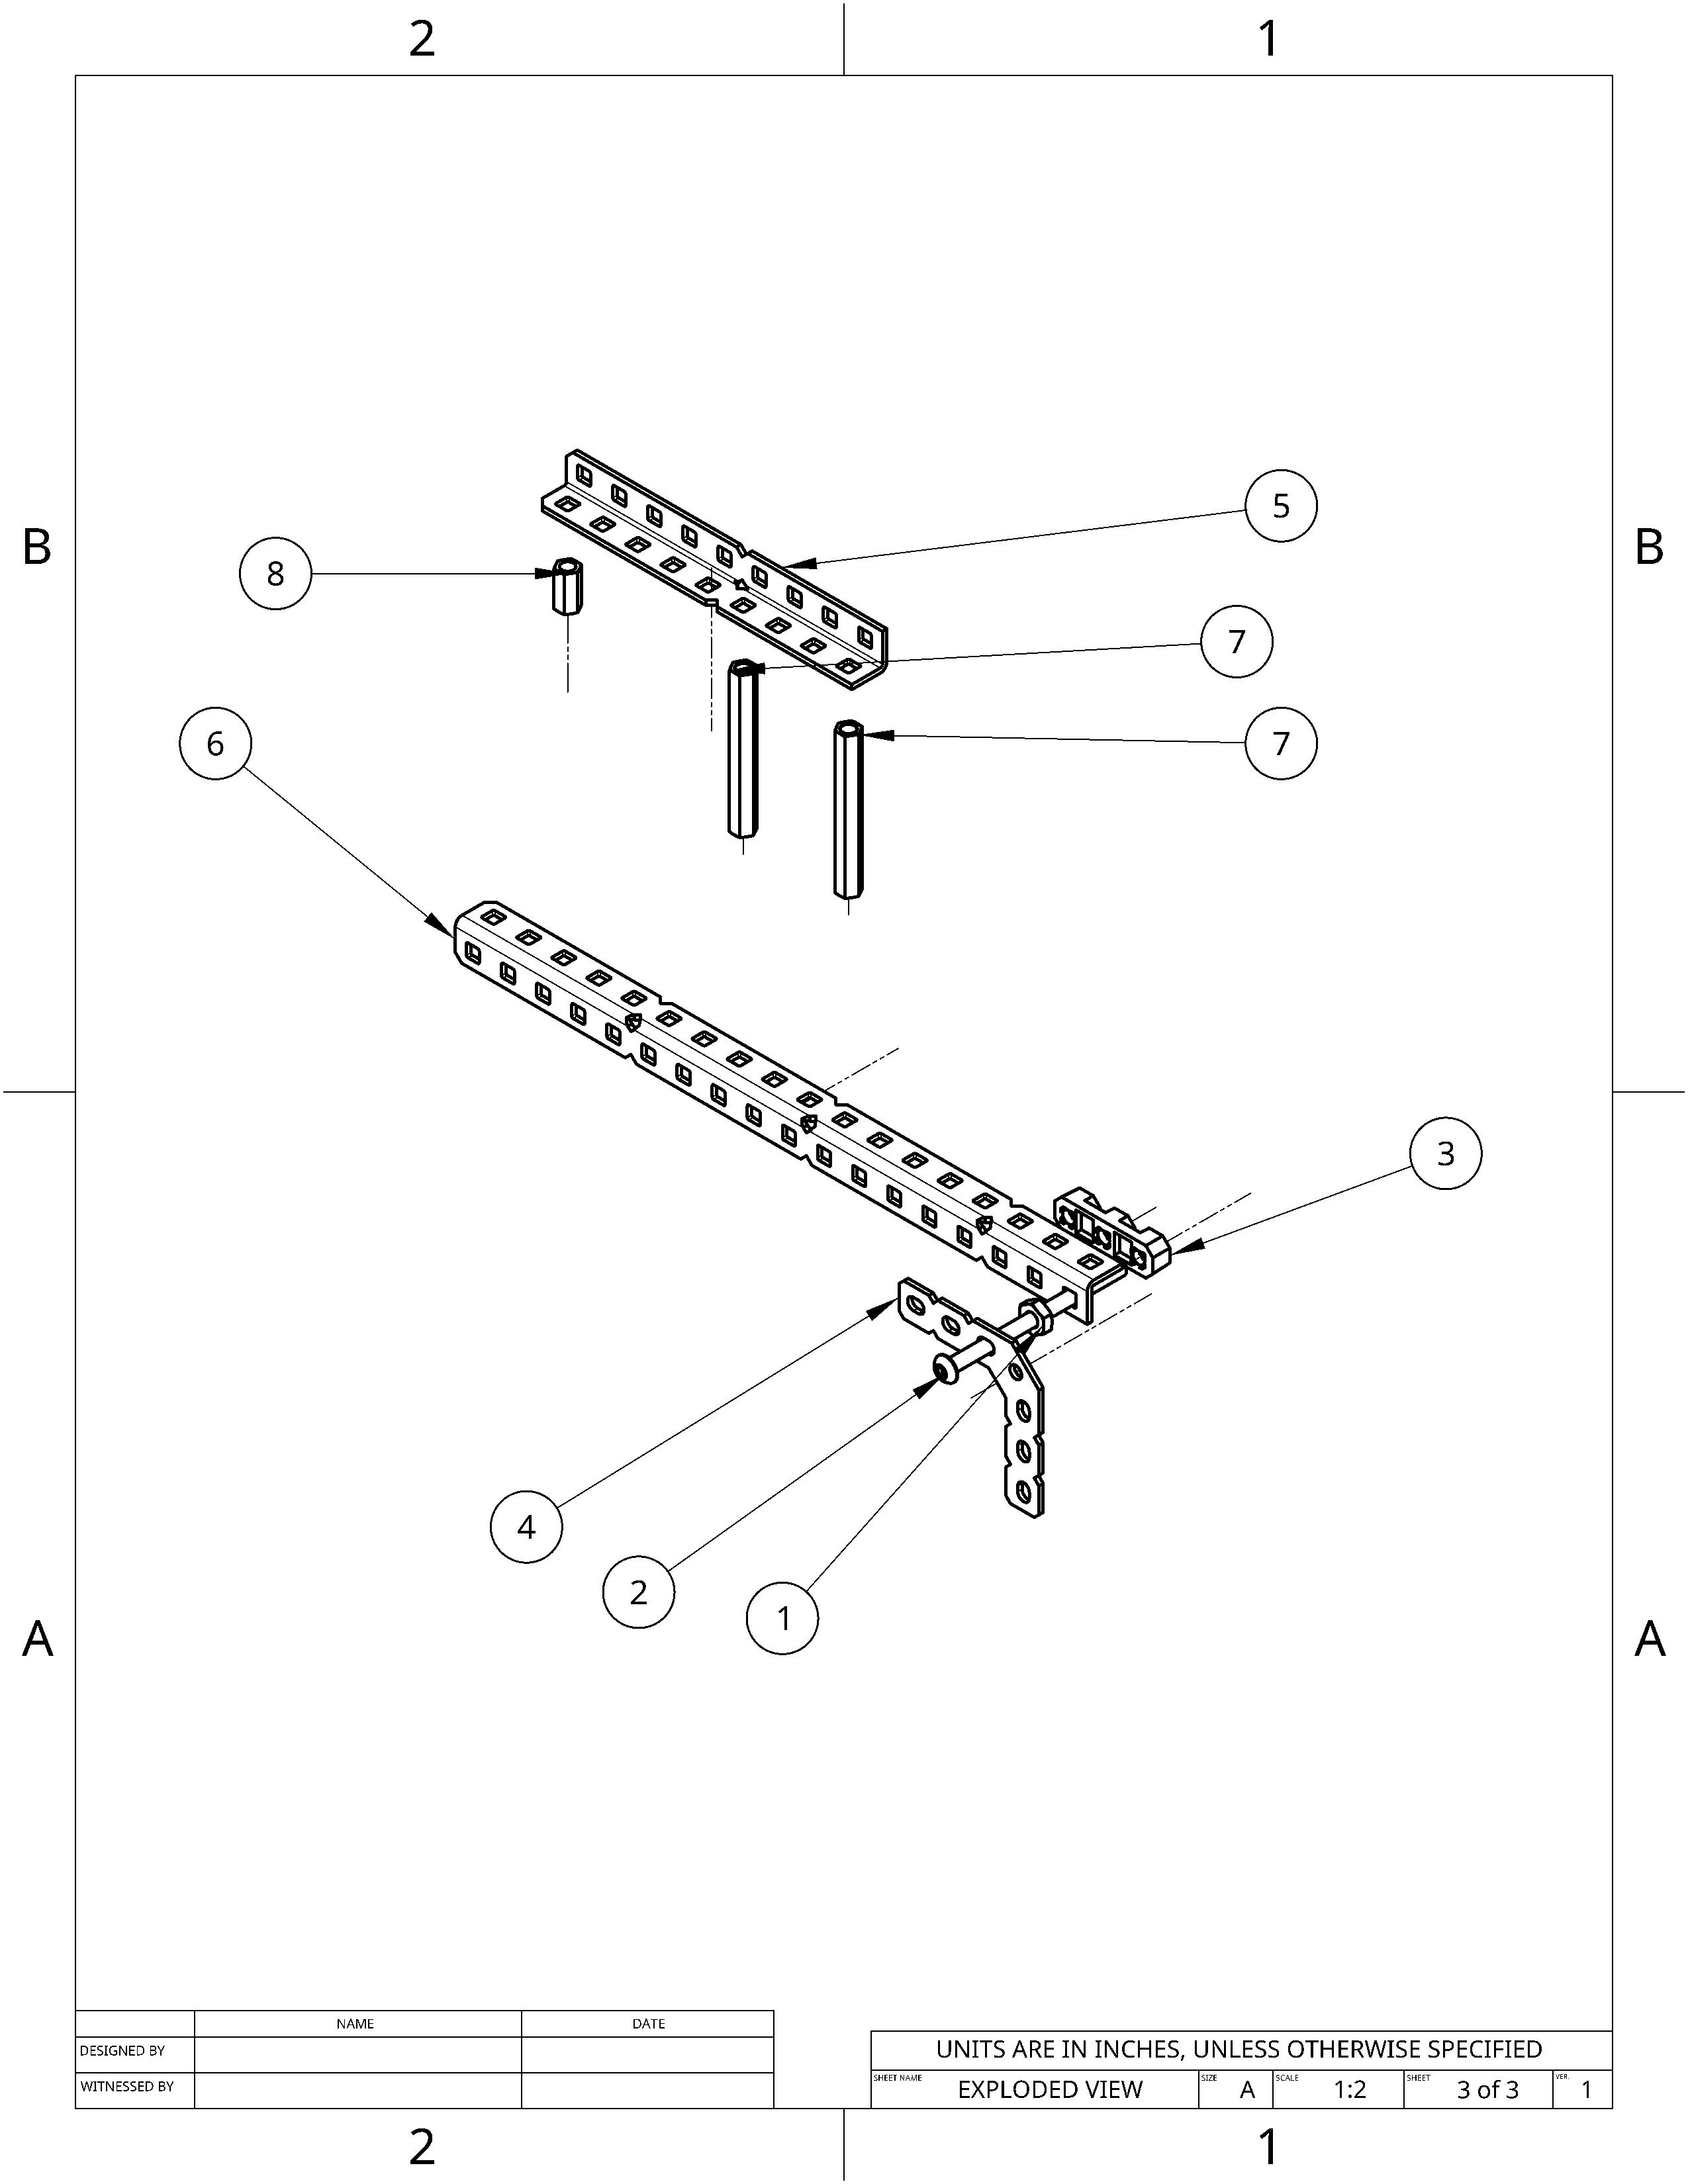 2 1
B B
5
8
7
6
7
3
4
2
1
A A
NAME DATE
DESIGNED BY
WITNESSED BY
UNITS ARE IN INCHES, UNLESS OTHERWISE SPECIFIED
SHEET NAME EXPLODED VIEW SIZE A SCALE 1:2 SHEET 3 of 3 VER. 1
2 1